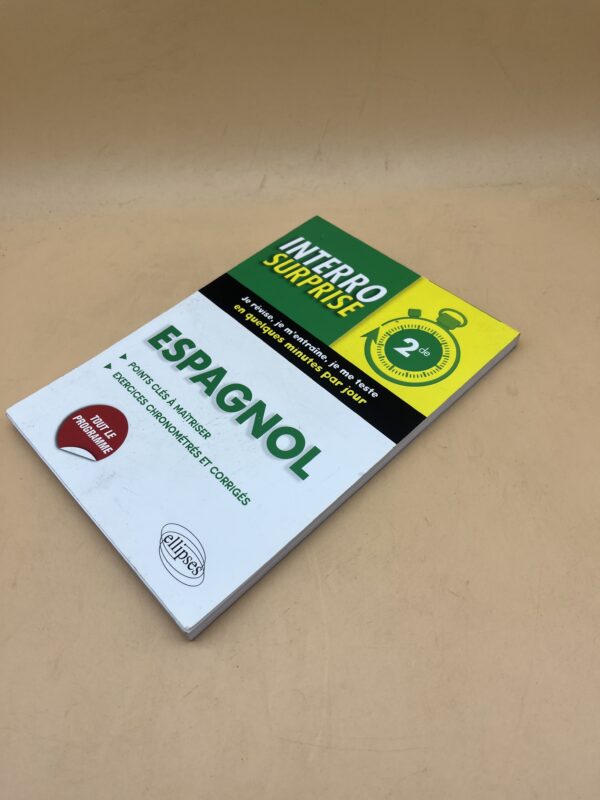 INTERRO
SURPRISE
Je révise, je m'entraîne, je me teste
en quelques minutes par jour
2de
ESPAGNOL
POINTS CLÉS À MAÎTRISER
EXERCICES CHRONOMÉTRÉS ET CORRIGÉS
TOUT LE
PROGRAMME
ellipses